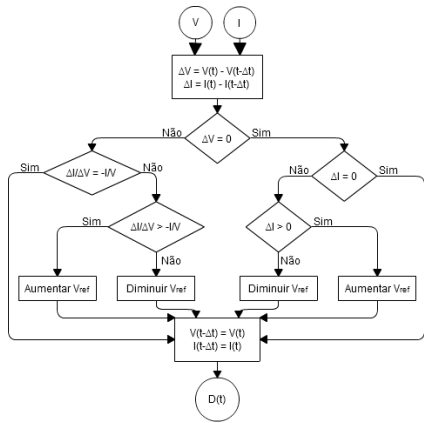 V
I
ΔV = V(t) - V(t-Δt)
ΔI = I(t) - I(t-Δt)
Não
ΔV = 0
Sim
Sim
ΔI/ΔV = -I/V
Não
Não
ΔI = 0
Sim
Sim
ΔI/ΔV > -I/V
Não
ΔI > 0
Sim
Não
Aumentar Vref
Diminuir Vref
Diminuir Vref
Aumentar Vref
V(t-Δt) = V(t)
I(t-Δt) = I(t)
D(t)